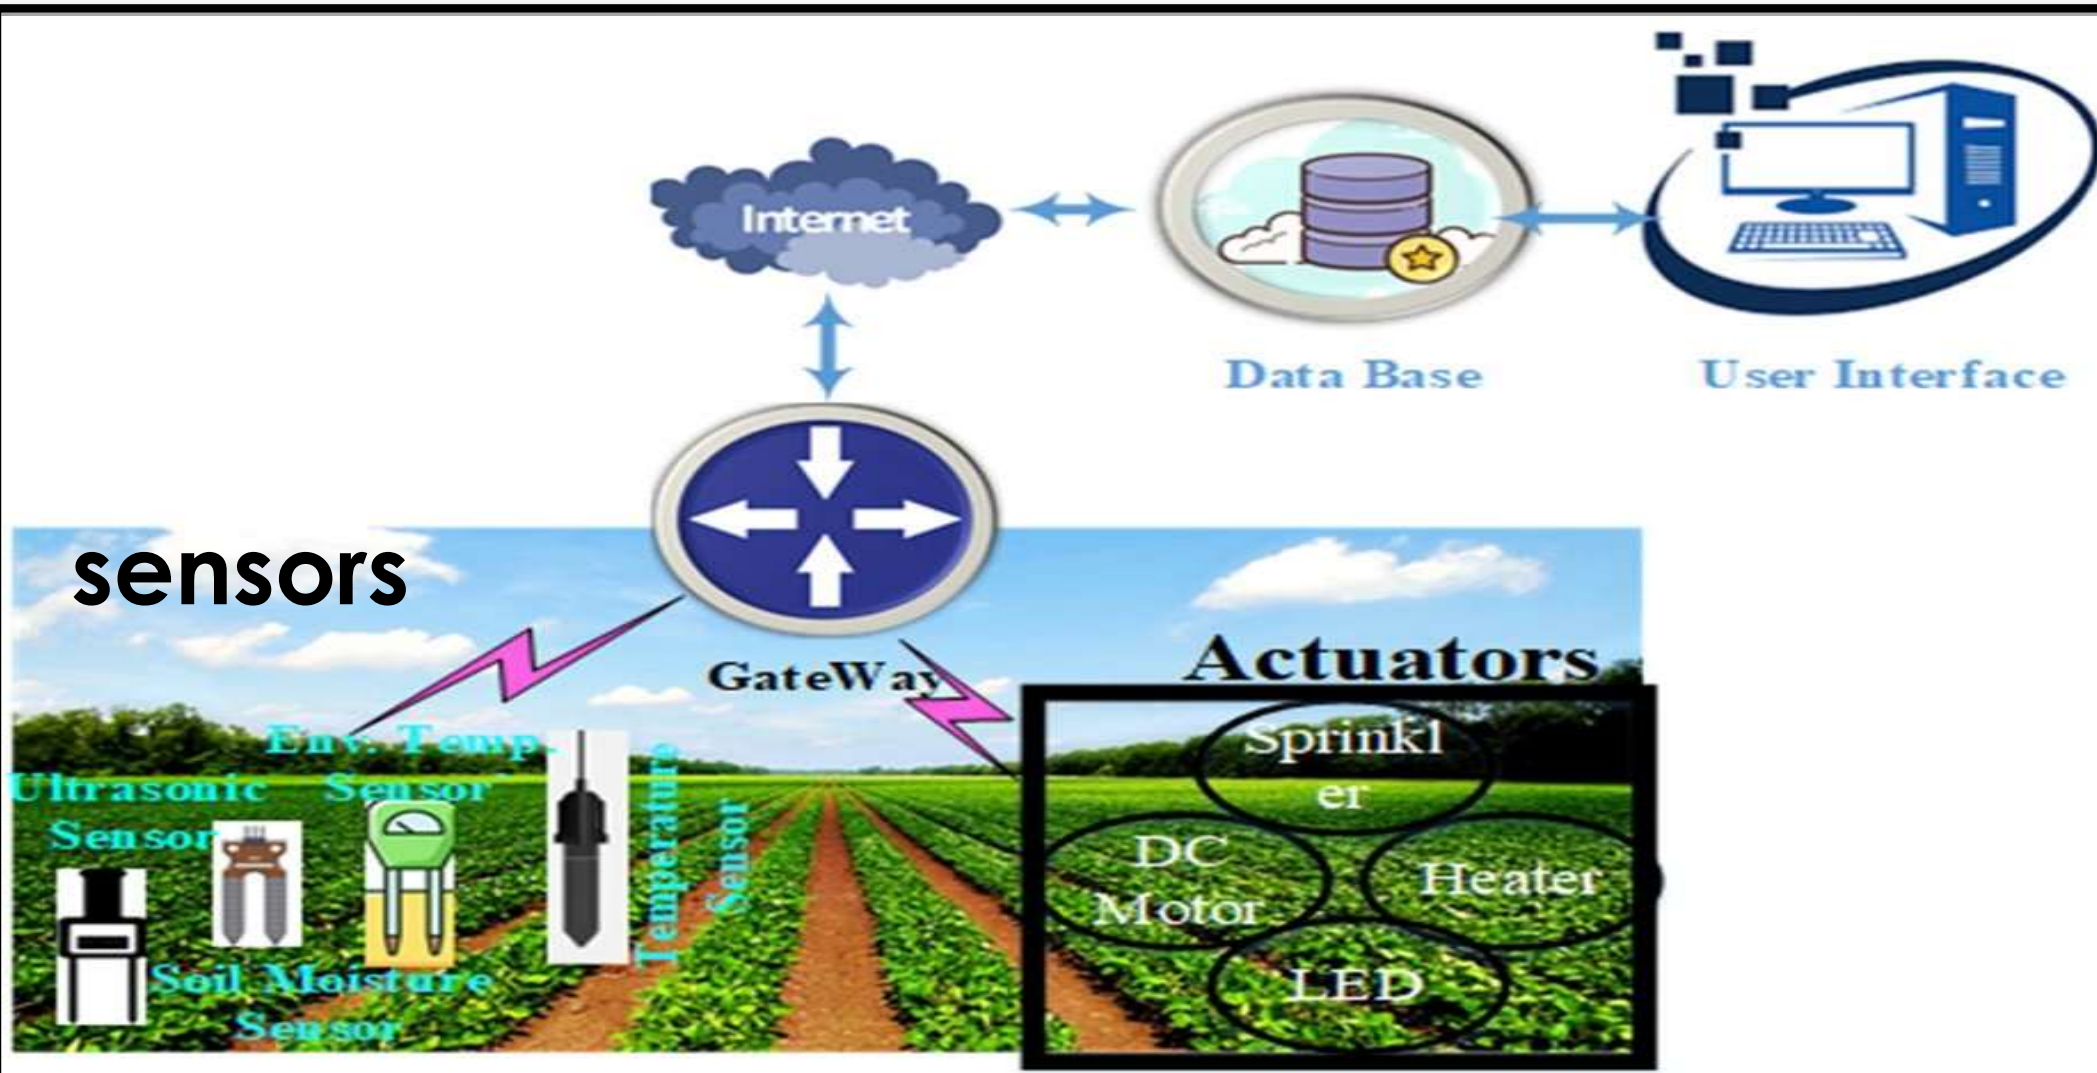 Internet
Data Base
User Interface
sensors
GateWay
Actuators
Env. Temp.
Sensor
Ultrasonic
Sensor
Temperature
Sensor
Soil Moisture
Sensor
Sprinkl
er
DC
Motor
Heater
LED